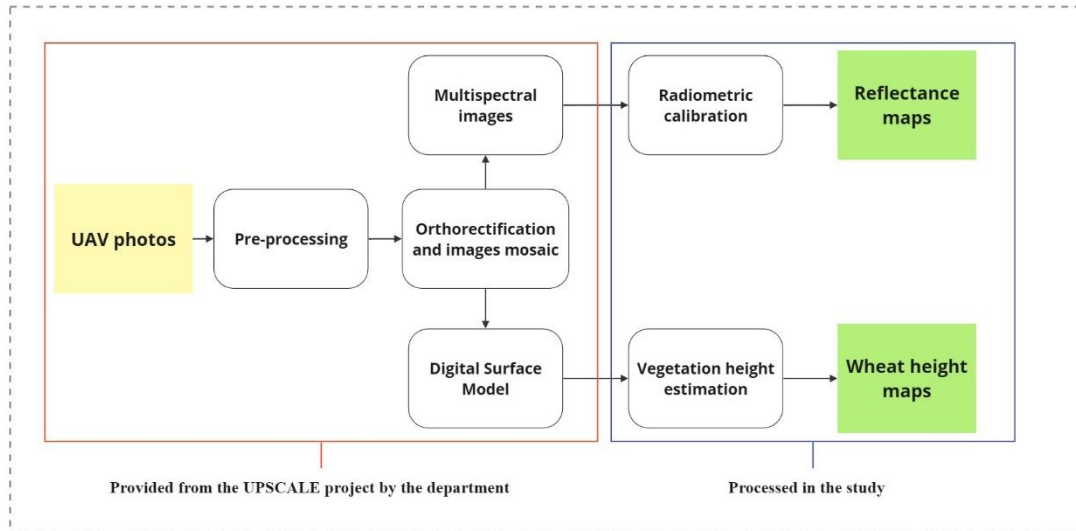 Multispectral
images
Radiometric
calibration
Reflectance
maps
UAV photos
Pre-processing
Orthorectification
and images mosaic
Digital Surface
Model
Vegetation height
estimation
Wheat height
maps
Provided from the UPSCALE project by the department
Processed in the study